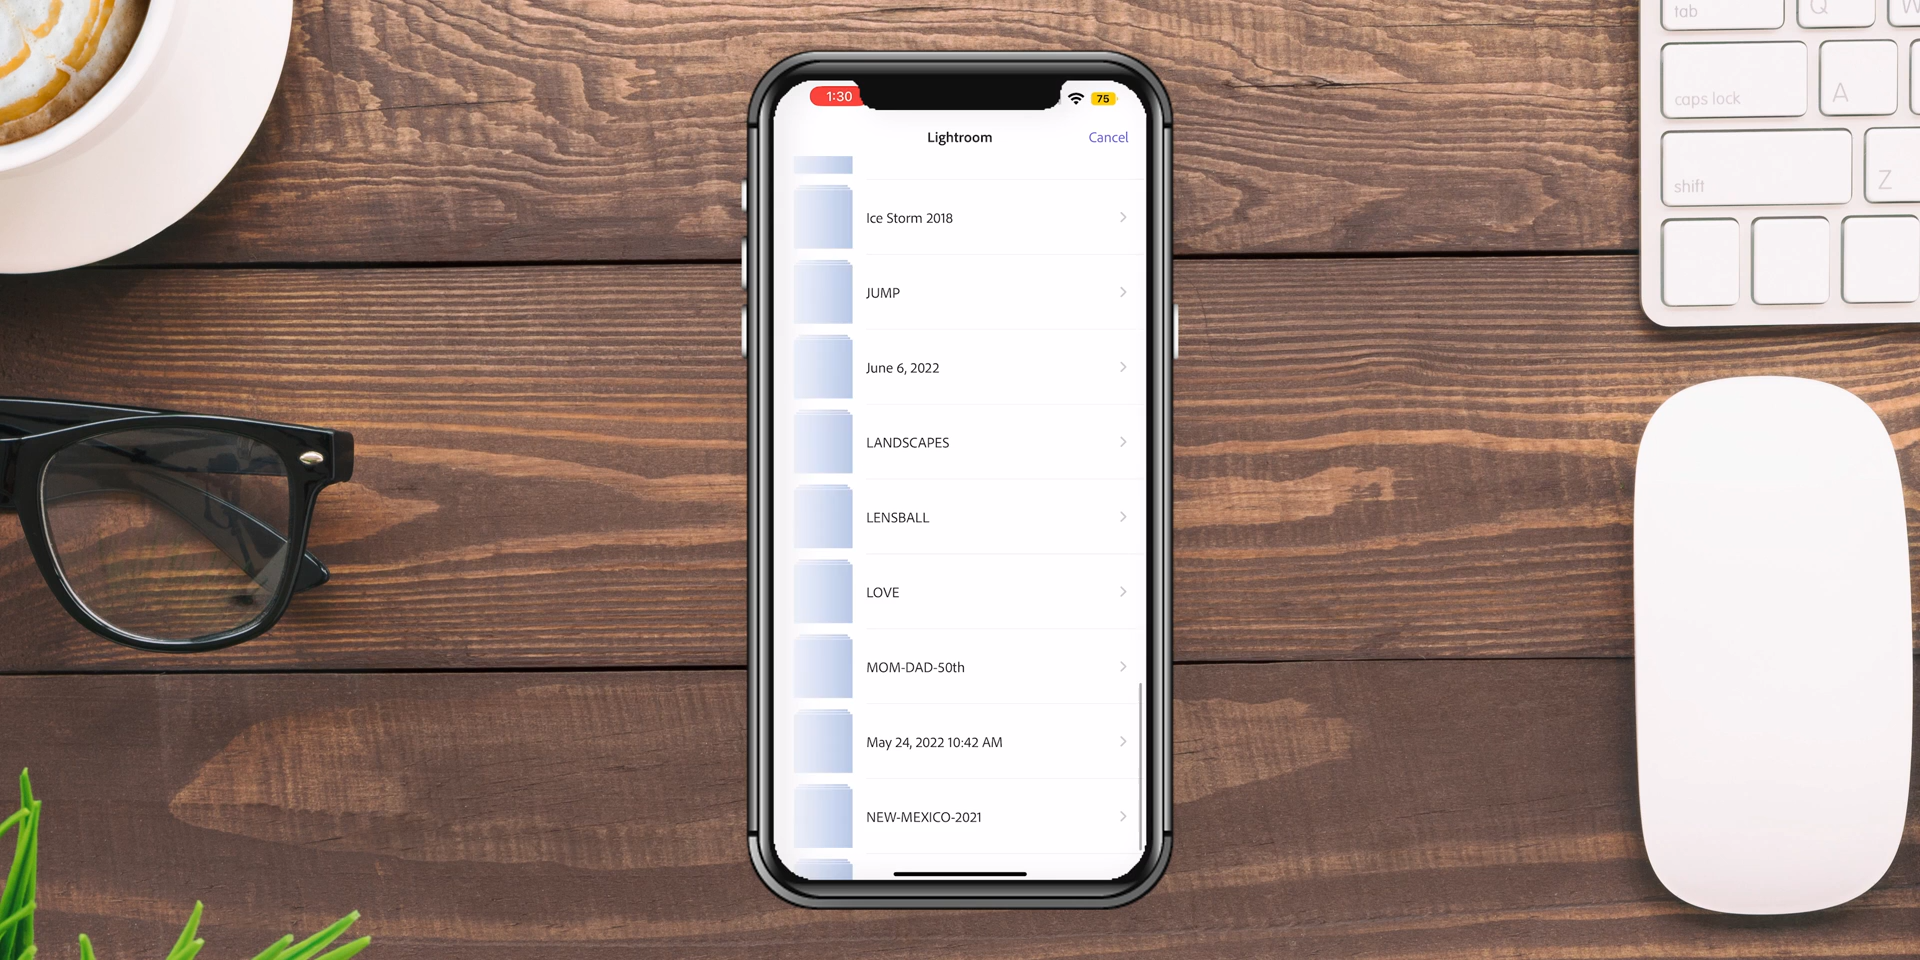 tab
Q
W
caps lock
A
shift
Z
1:30
75
Lightroom
Cancel
Ice Storm 2018
JUMP
June 6, 2022
LANDSCAPES
LENSBALL
LOVE
MOM-DAD-50th
May 24, 2022 10:42 AM
NEW-MEXICO-2021